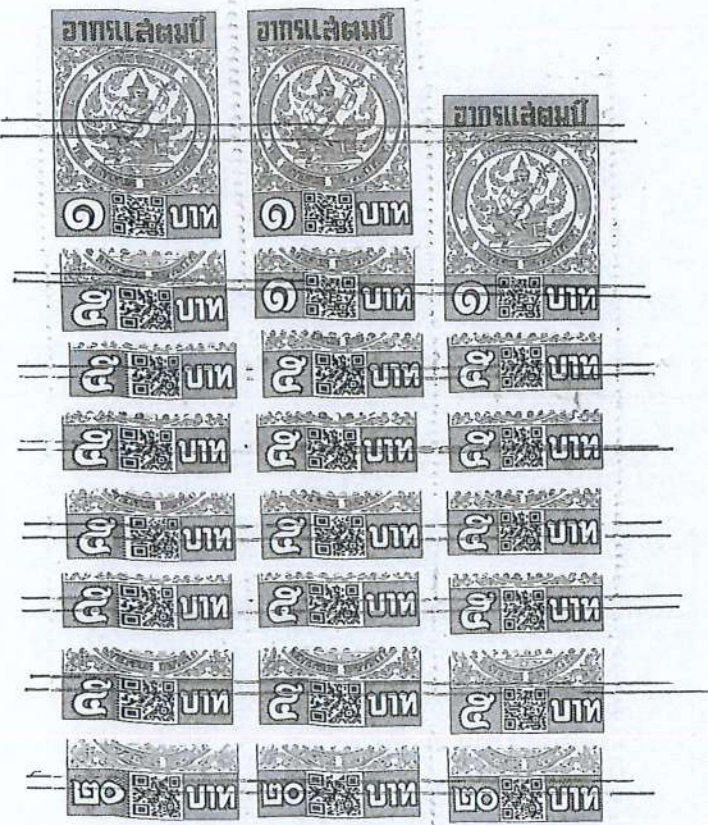 อากรแสตมป์ อากรแสตมป์
อากรแสตมป์
๑ บาท ๑ บาท
๕ บาท ๑ บาท ๑ บาท
๕ บาท ๕ บาท ๕ บาท
๕ บาท ๕ บาท ๕ บาท
๕ บาท ๕ บาท ๕ บาท
๕ บาท ๕ บาท ๕ บาท
๕ บาท ๕ บาท ๕ บาท
๒๐ บาท ๒๐ บาท ๒๐ บาท